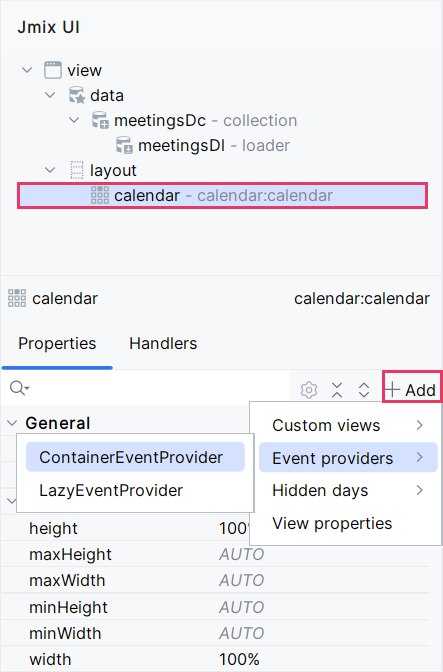 Jmix UI
view
data
meetingsDc - collection
meetingsDl - loader
layout
calendar - calendar:calendar
calendar calendar:calendar
Properties Handlers
Add
General
Custom views
ContainerEventProvider Event providers
LazyEventProvider Hidden days
View properties
height 100%
maxHeight AUTO
maxWidth AUTO
minHeight AUTO
minWidth AUTO
width 100%